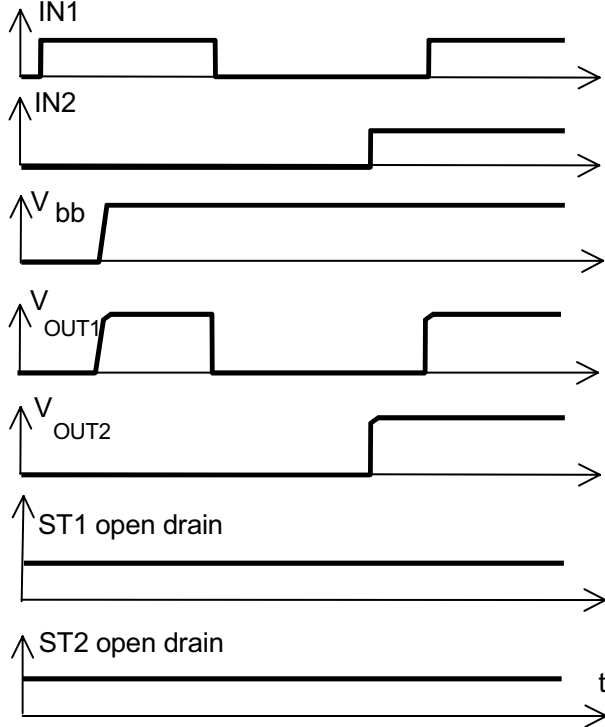 IN1
IN2
V bb
V OUT1
V OUT2
ST1 open drain
ST2 open drain
t